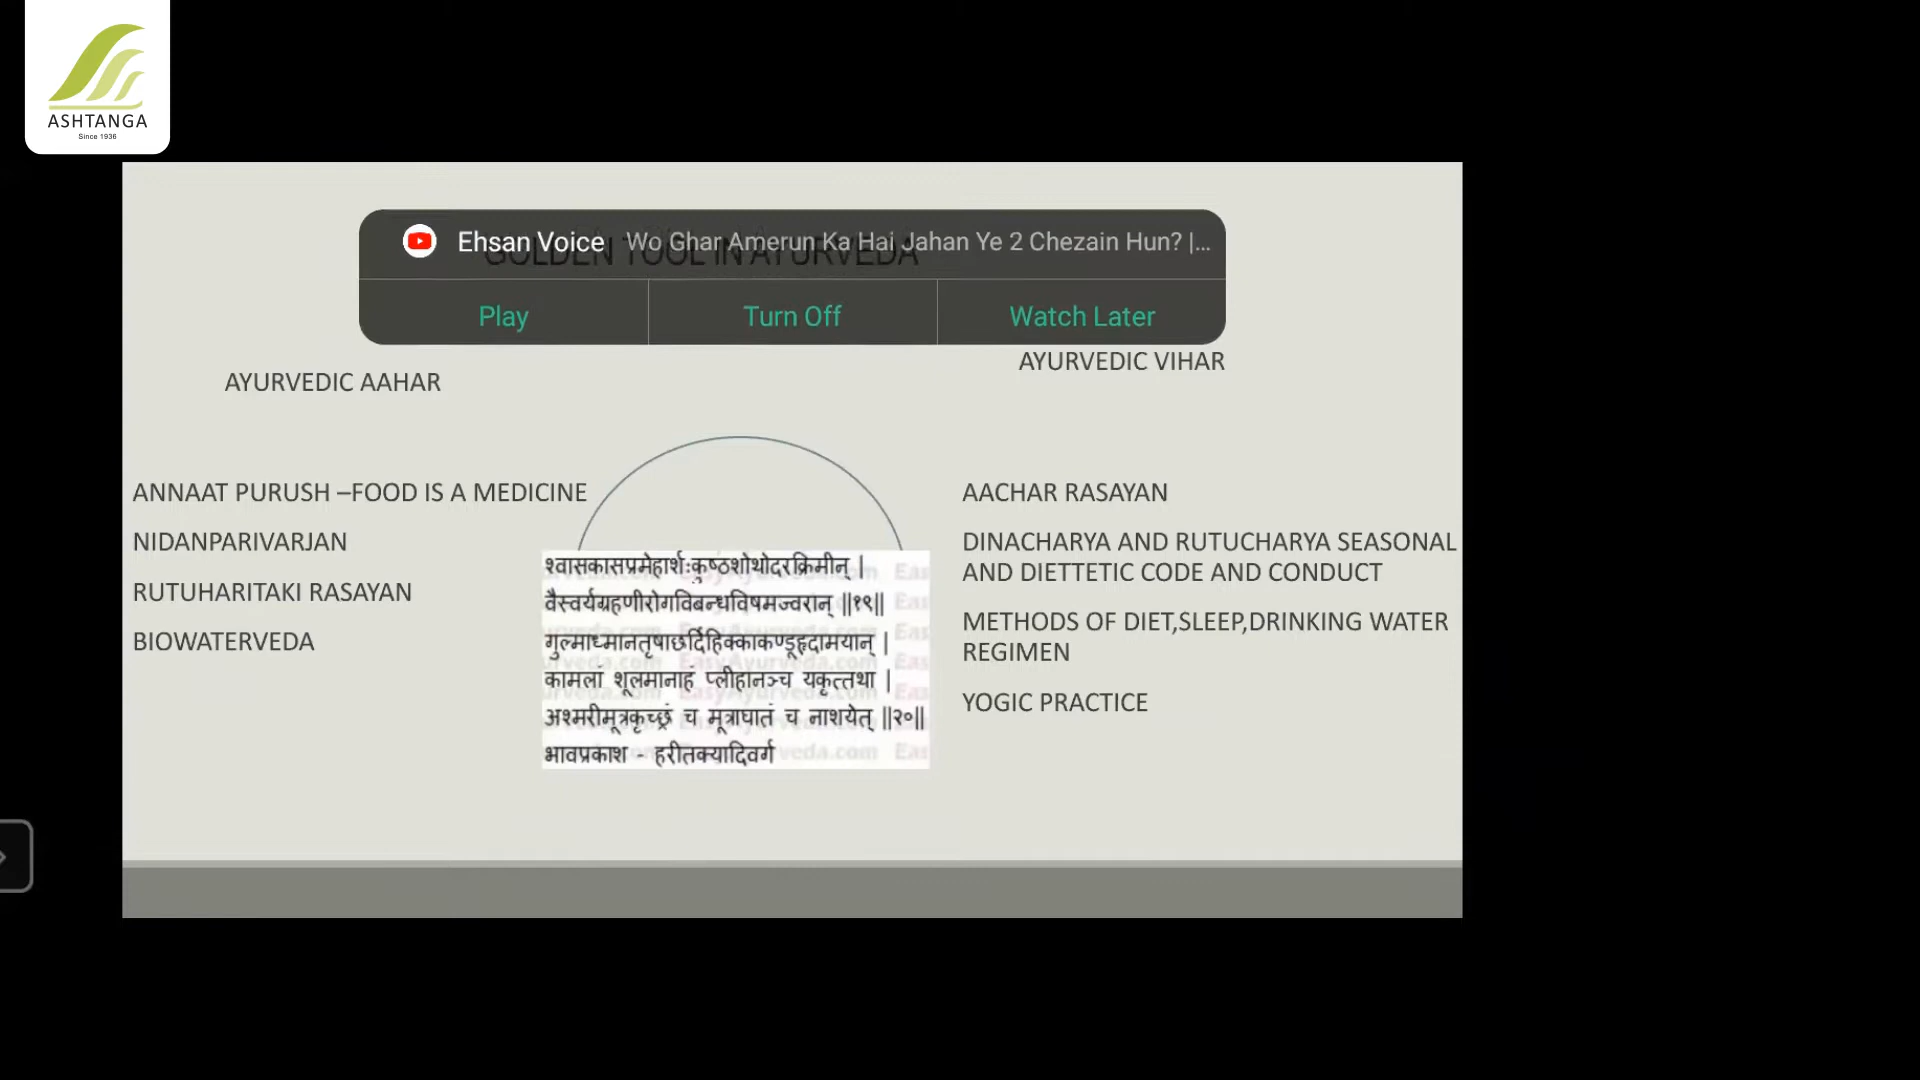 ASHTANGA
Since 1936
Ehsan Voice Wo Ghar Amerun Ka Hai Jahan Ye 2 Chezain Hun? |...
GOLDEN TOOL IN AYURVEDA
Play
Turn Off
Watch Later
AYURVEDIC AAHAR
ANNAAT PURUSH –FOOD IS A MEDICINE
NIDANPARIVARJAN
RUTUHARITAKI RASAYAN
BIOWATERVEDA
श्वासकासप्रमेहार्शःकुष्ठशोथोदरक्रिमीन् |
वैस्वर्यग्रहणीरोगविबन्धविषमज्वरान् ||१९||
गुल्माध्मानतृषाछर्दिहिक्काकण्डूहृदामयान् |
कामलां शूलमानाहं प्लीहानञ्च यकृत्तथा |
अश्मरीमूत्रकृच्छ्रं च मूत्राघातं च नाशयेत् ||२०||
भावप्रकाश - हरीतक्यादिवर्ग
AYURVEDIC VIHAR
AACHAR RASAYAN
DINACHARYA AND RUTUCHARYA SEASONAL
AND DIETTETIC CODE AND CONDUCT
METHODS OF DIET,SLEEP,DRINKING WATER
REGIMEN
YOGIC PRACTICE